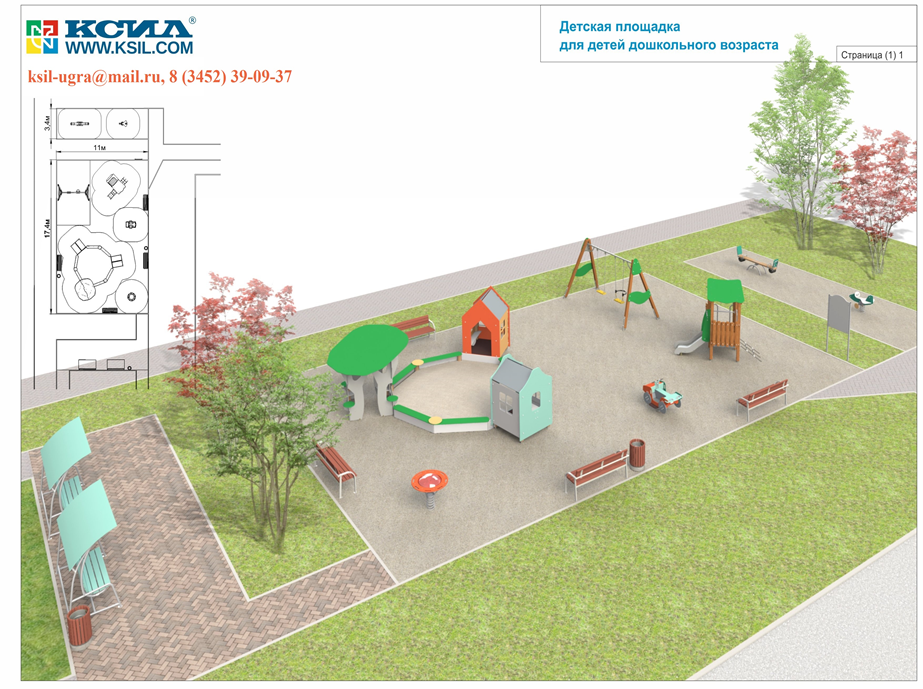 КСИЛ®
WWW.KSIL.COM
ksil-ugra@mail.ru, 8 (3452) 39-09-37
Детская площадка
для детей дошкольного возраста
Страница (1) 1
3,4м
11м
17,4м